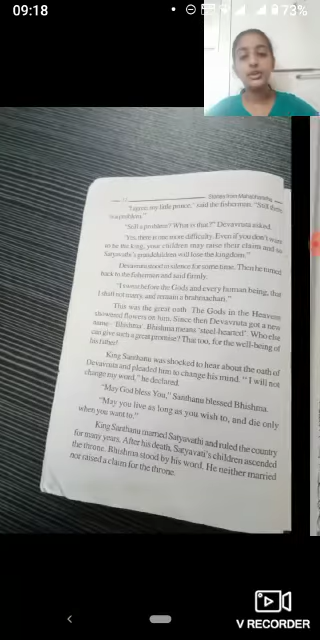 09:18
73%
Stories from Mahabharatha
"I agree, my little prince," said the fisherman. "Still there
is a problem."
"Still a problem? What is that?" Devavrata asked.
"Yes, there is one more difficulty. Even if you don't want
to be the king, your children may raise their claim and so
Satyavathi's grandchildren will lose the kingdom."
Devavrata stood in silence for some time. Then he turned
back to the fisherman and said firmly.
"I swear before the Gods and every human being, that
I shall not marry, and remain a brahmachari."
That was the great oath. The Gods in the Heavens
showered flowers on him. Since then Devavrata got a new
name- 'Bhishma'. Bhishma means 'steel-hearted'. Who else
can give such a great promise? That too, for the well-being of
his father!
King Santhanu was shocked to hear about the oath of
Devavrata and pleaded him to change his mind. "I will not
change my word," he declared.
"May God bless You," Santhanu blessed Bhishma.
"May you live as long as you wish to, and die only
when you want to."
King Santhanu married Satyavathi and ruled the country
for many years. After his death, Satyavati's children ascended
the throne. Bhishma stood by his word. He neither married
nor raised a claim for the throne.
V RECORDER